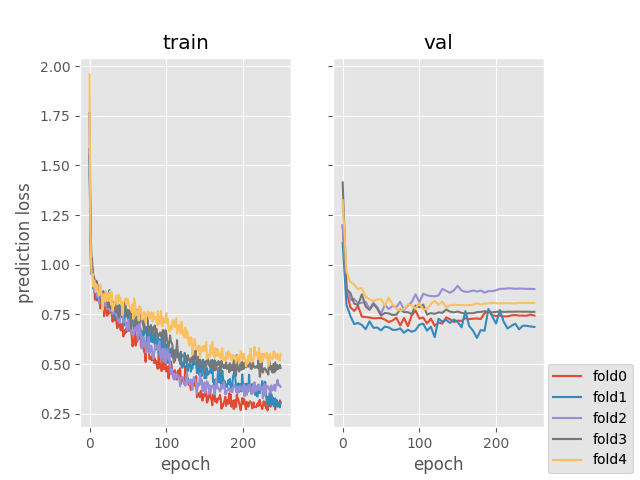 train
val
prediction loss
2.00
1.75
1.50
1.25
1.00
0.75
0.50
0.25
0
100
200
0
100
200
epoch
epoch
fold0
fold1
fold2
fold3
fold4